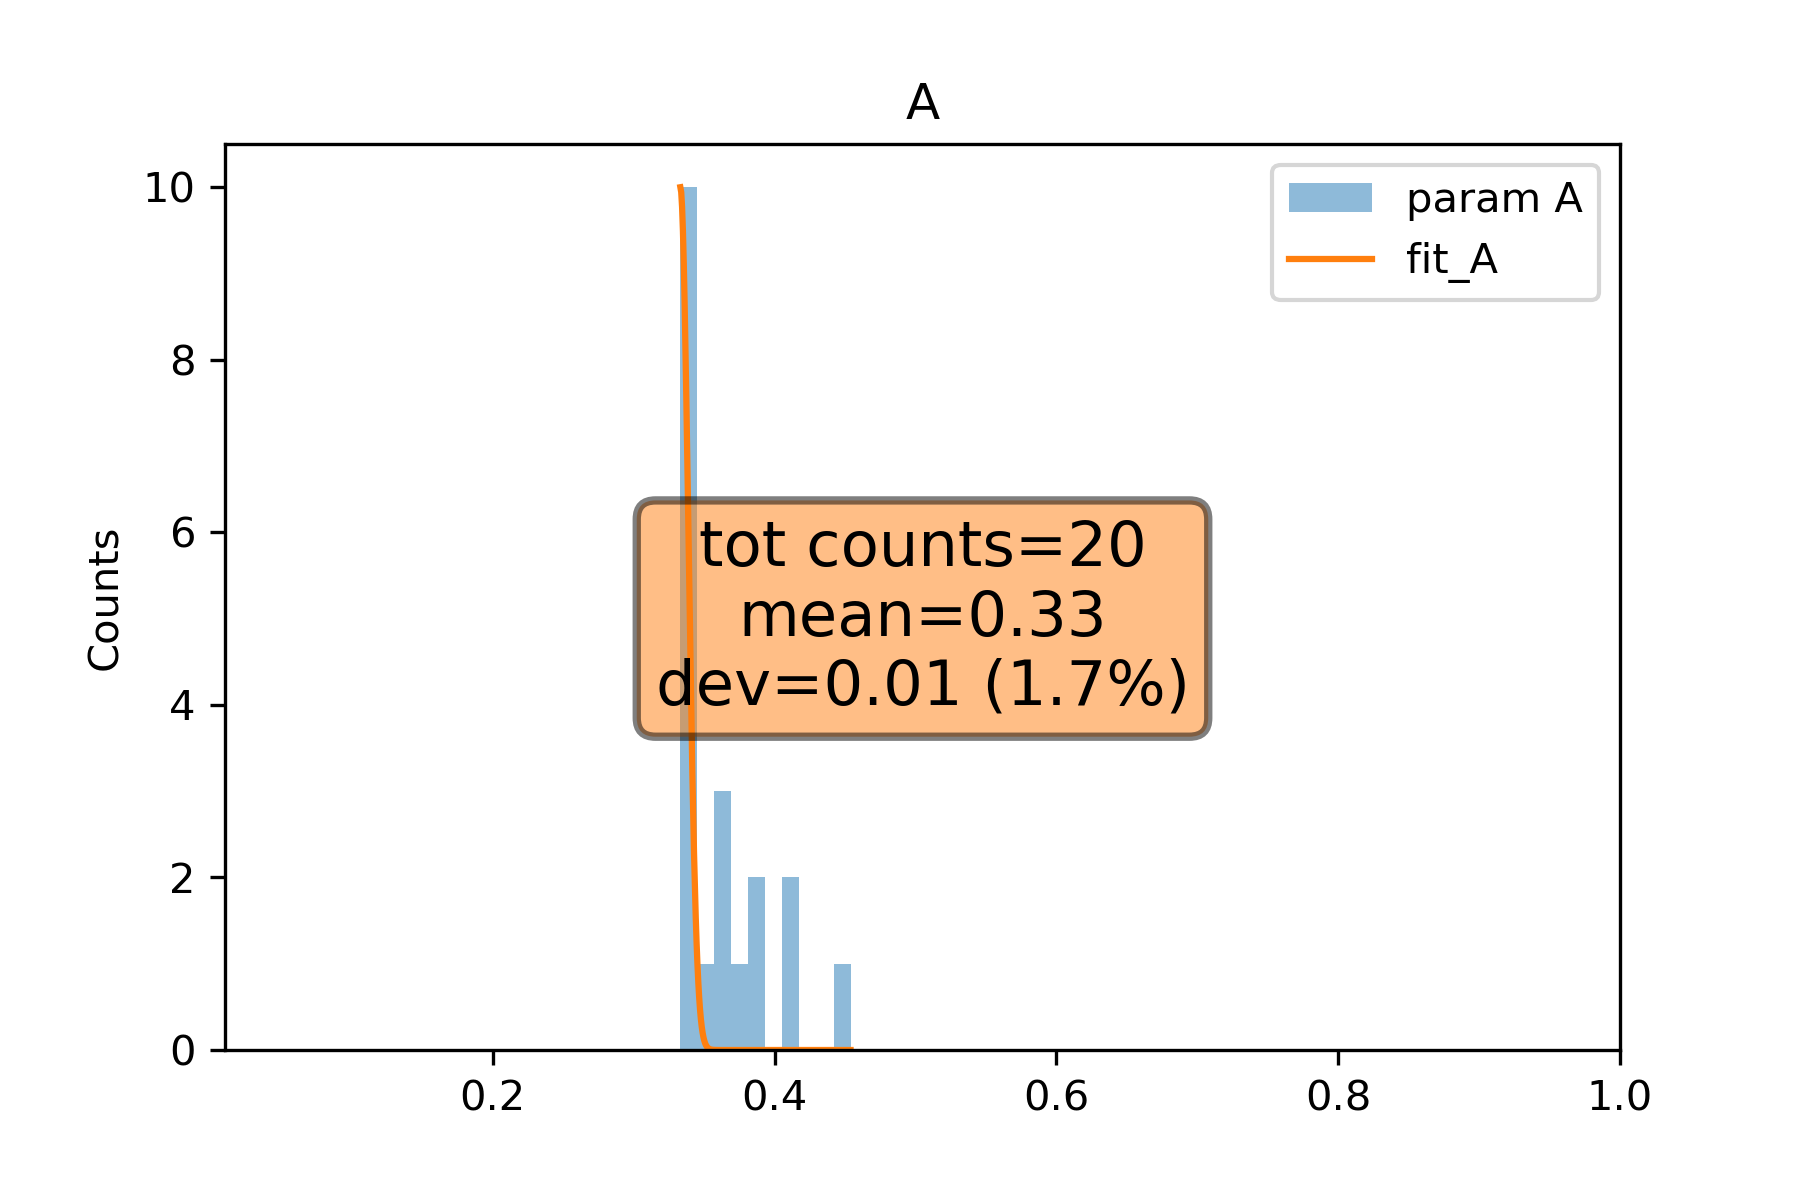 A
10
8
6
4
2
0
Counts
param A
fit_A
tot counts=20
mean=0.33
dev=0.01 (1.7%)
0.2 0.4 0.6 0.8 1.0